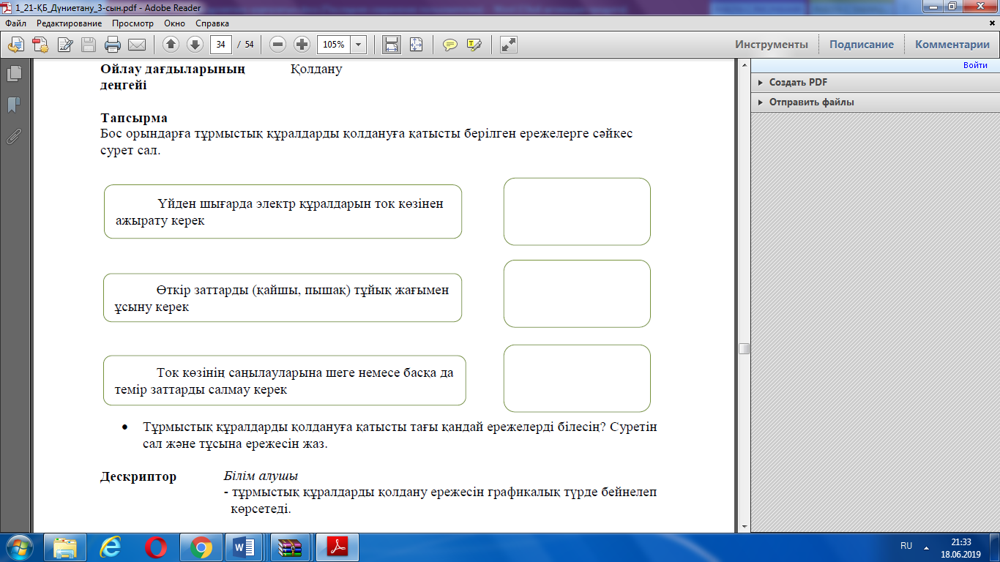 1_21-ҚБ_Дүниетану_3-сын.pdf - Adobe Reader
Файл Редактирование Просмотр Окно Справка
34 / 54 105% Инструменты Подписание Комментарии
Войти
Создать PDF
Отправить файлы
Ойлау дағдыларының Қолдану
деңгейі
Тапсырма
Бос орындарға тұрмыстық құралдарды қолдануға қатысты берілген ережелерге сәйкес
сурет сал.
Үйден шығарда электр құралдарын ток көзінен
ажырату керек
Өткір заттарды (қайшы, пышақ) тұйық жағымен
ұсыну керек
Ток көзінің саңылауларына шеге немесе басқа да
темір заттарды салмау керек
• Тұрмыстық құралдарды қолдануға қатысты тағы қандай ережелерді білесің? Суретін
сал және тұсына ережесін жаз.
Дескриптор Білім алушы
- тұрмыстық құралдарды қолдану ережесін графикалық түрде бейнелеп
көрсетеді.
RU 21:33
18.06.2019